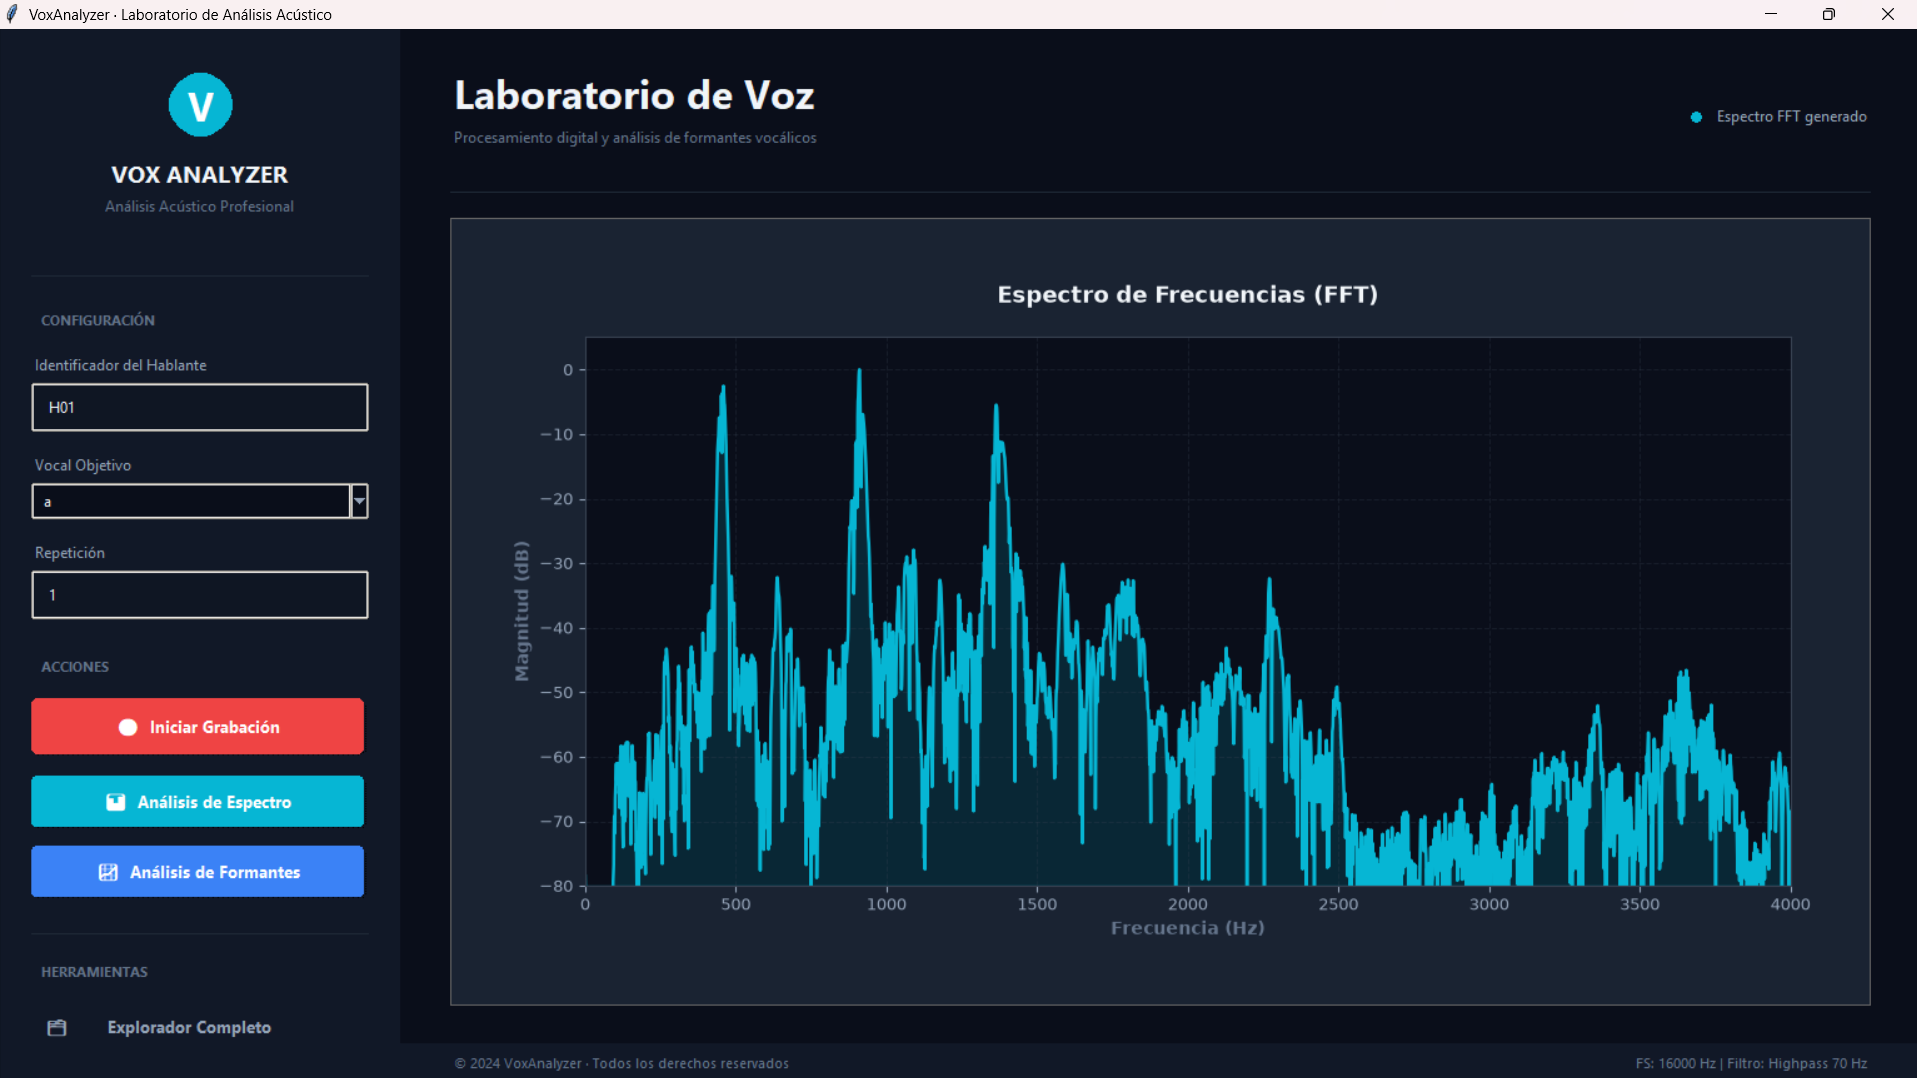 VoxAnalyzer · Laboratorio de Análisis Acústico
V
VOX ANALYZER
Análisis Acústico Profesional
CONFIGURACIÓN
Identificador del Hablante
H01
Vocal Objetivo
a
Repetición
1
ACCIONES
Iniciar Grabación
Análisis de Espectro
Análisis de Formantes
HERRAMIENTAS
Explorador Completo
Laboratorio de Voz
Procesamiento digital y análisis de formantes vocálicos
Espectro FFT generado
Espectro de Frecuencias (FFT)
Magnitud (dB)
0
−10
−20
−30
−40
−50
−60
−70
−80
0 500 1000 1500 2000 2500 3000 3500 4000
Frecuencia (Hz)
© 2024 VoxAnalyzer · Todos los derechos reservados
FS: 16000 Hz | Filtro: Highpass 70 Hz